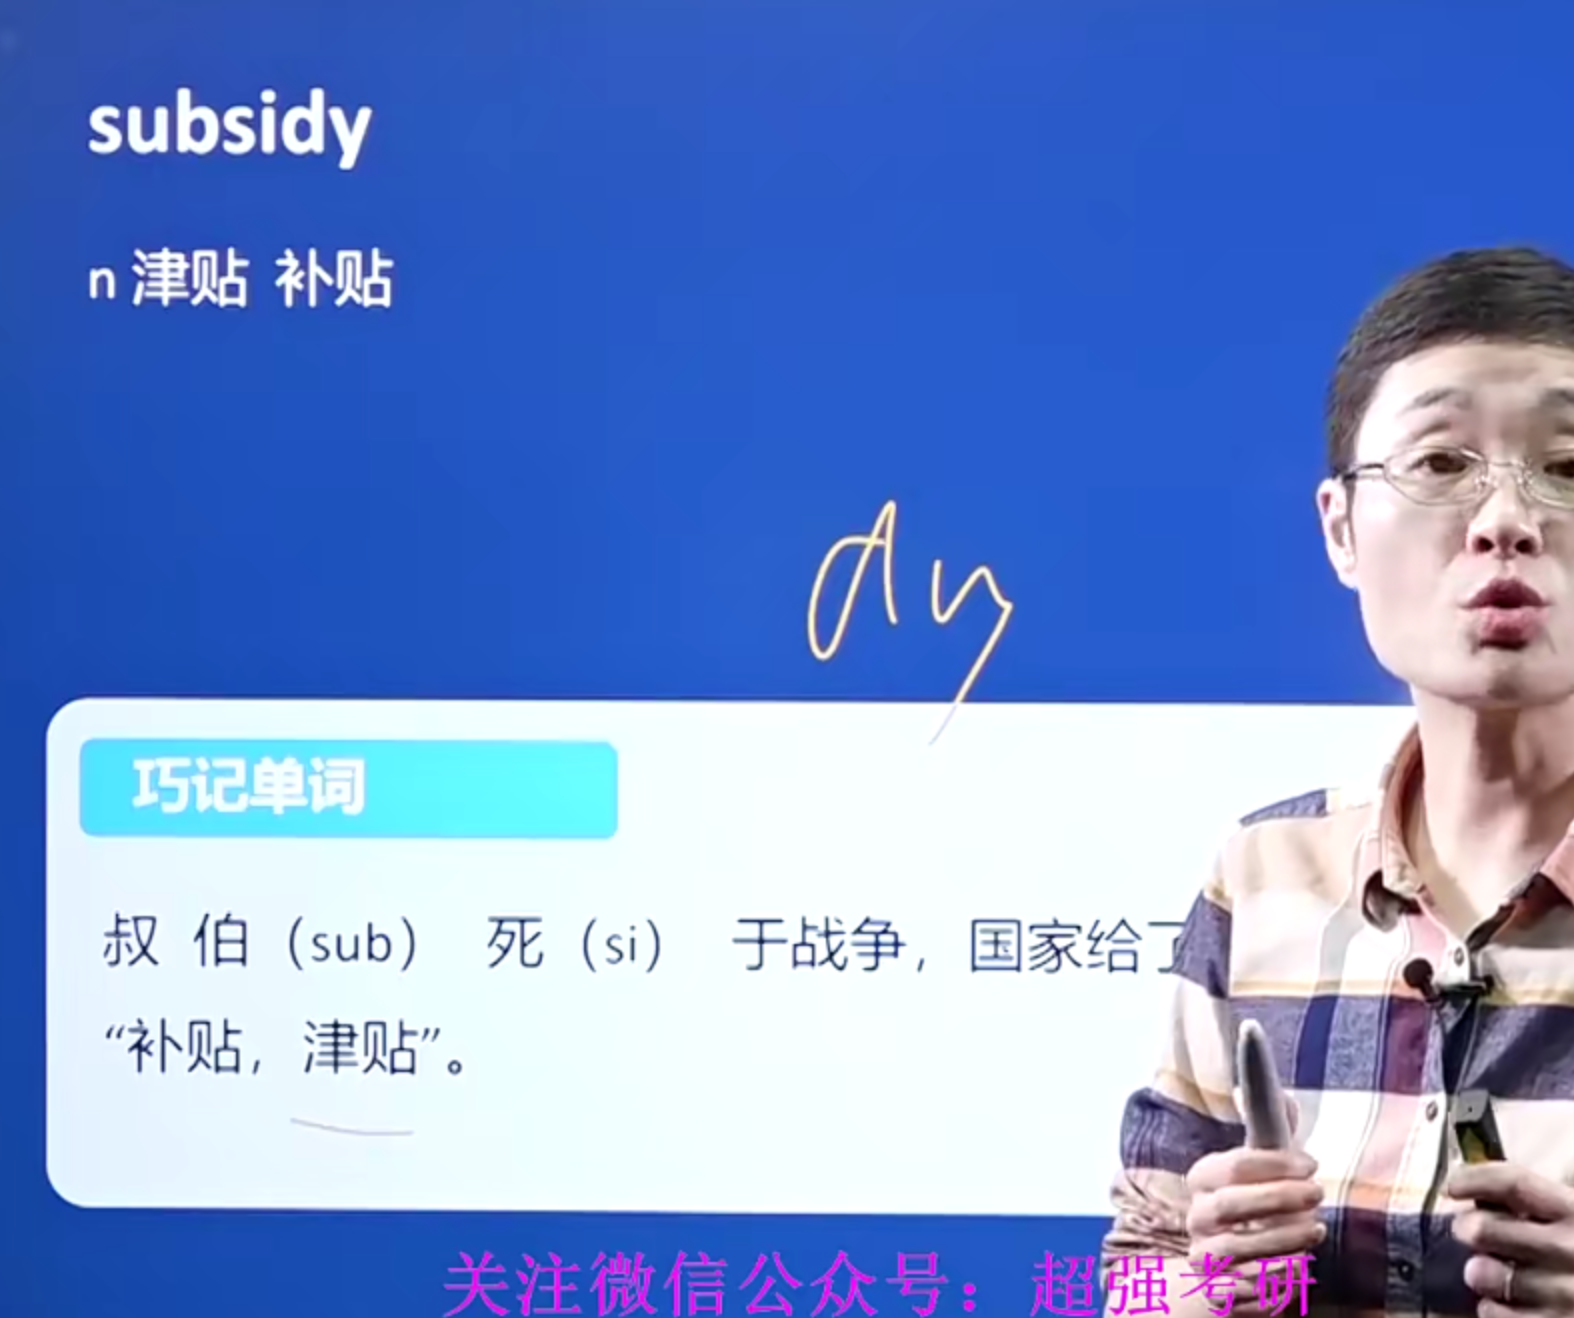 subsidy
n 津贴 补贴
dy
巧记单词
叔 伯（sub） 死（si） 于战争，国家给了
“补贴，津贴”。
关注微信公众号：超强考研